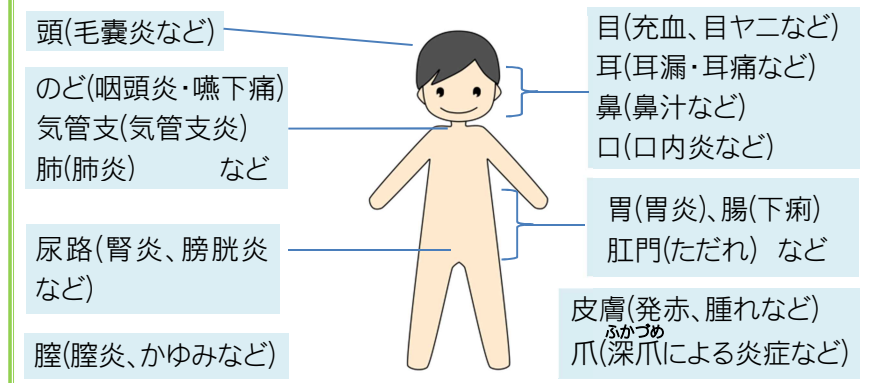 頭(毛嚢炎など)
のど(咽頭炎・嚥下痛)
気管支(気管支炎)
肺(肺炎)　　　など
尿路(腎炎、膀胱炎
など)
膣(膣炎、かゆみなど)
目(充血、目ヤニなど)
耳(耳漏・耳痛など)
鼻(鼻汁など)
口(口内炎など)
胃(胃炎)、腸(下痢)
肛門(ただれ)　など
皮膚(発赤、腫れなど)
ふかづめ
爪(深爪による炎症など)